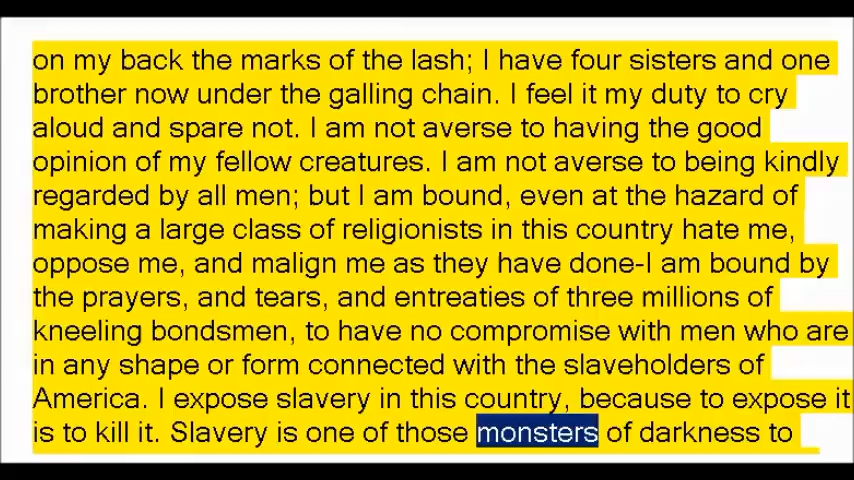 on my back the marks of the lash; I have four sisters and one
brother now under the galling chain. I feel it my duty to cry
aloud and spare not. I am not averse to having the good
opinion of my fellow creatures. I am not averse to being kindly
regarded by all men; but I am bound, even at the hazard of
making a large class of religionists in this country hate me,
oppose me, and malign me as they have done-I am bound by
the prayers, and tears, and entreaties of three millions of
kneeling bondsmen, to have no compromise with men who are
in any shape or form connected with the slaveholders of
America. I expose slavery in this country, because to expose it
is to kill it. Slavery is one of those monsters of darkness to